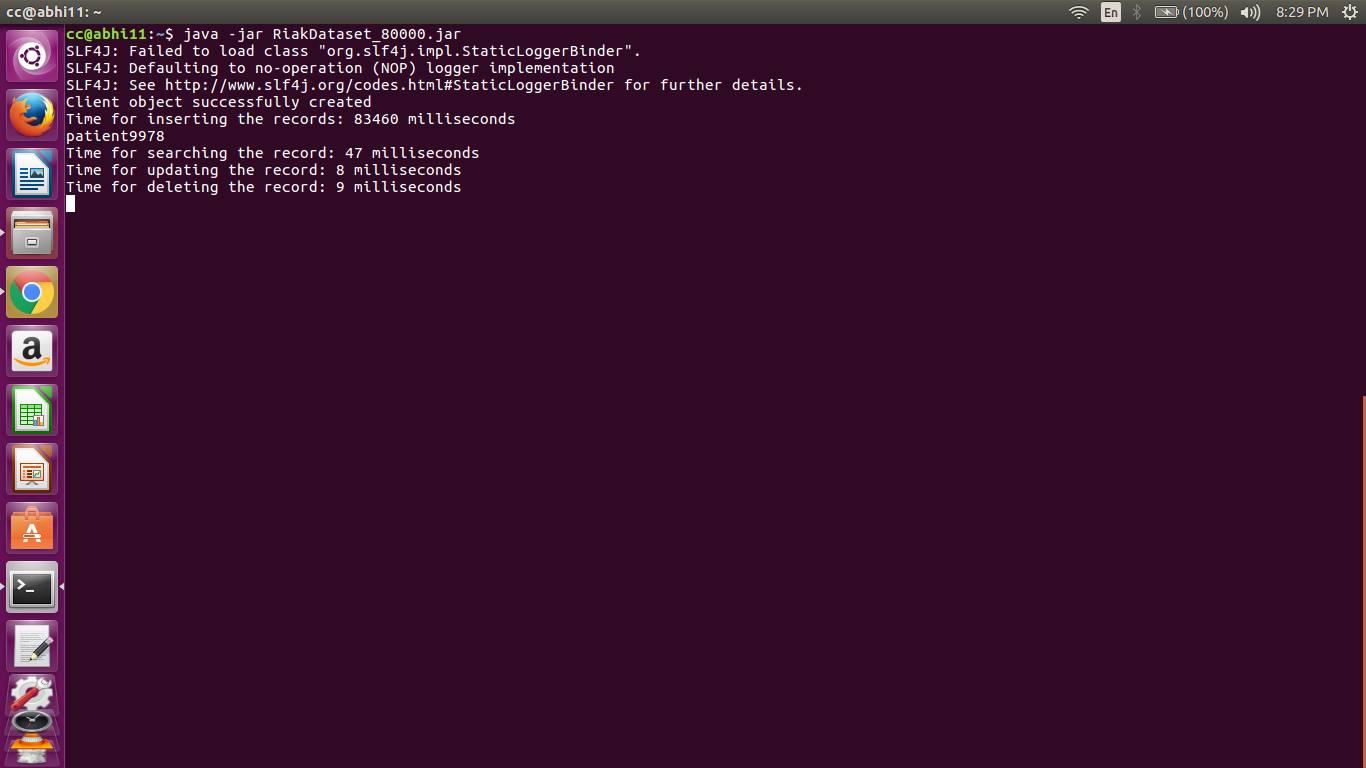 cc@abhi11: ~
En
(100%)
8:29 PM
cc@abhi11:~$ java -jar RiakDataset_80000.jar
SLF4J: Failed to load class "org.slf4j.impl.StaticLoggerBinder".
SLF4J: Defaulting to no-operation (NOP) logger implementation
SLF4J: See http://www.slf4j.org/codes.html#StaticLoggerBinder for further details.
Client object successfully created
Time for inserting the records: 83460 milliseconds
patient9978
Time for searching the record: 47 milliseconds
Time for updating the record: 8 milliseconds
Time for deleting the record: 9 milliseconds